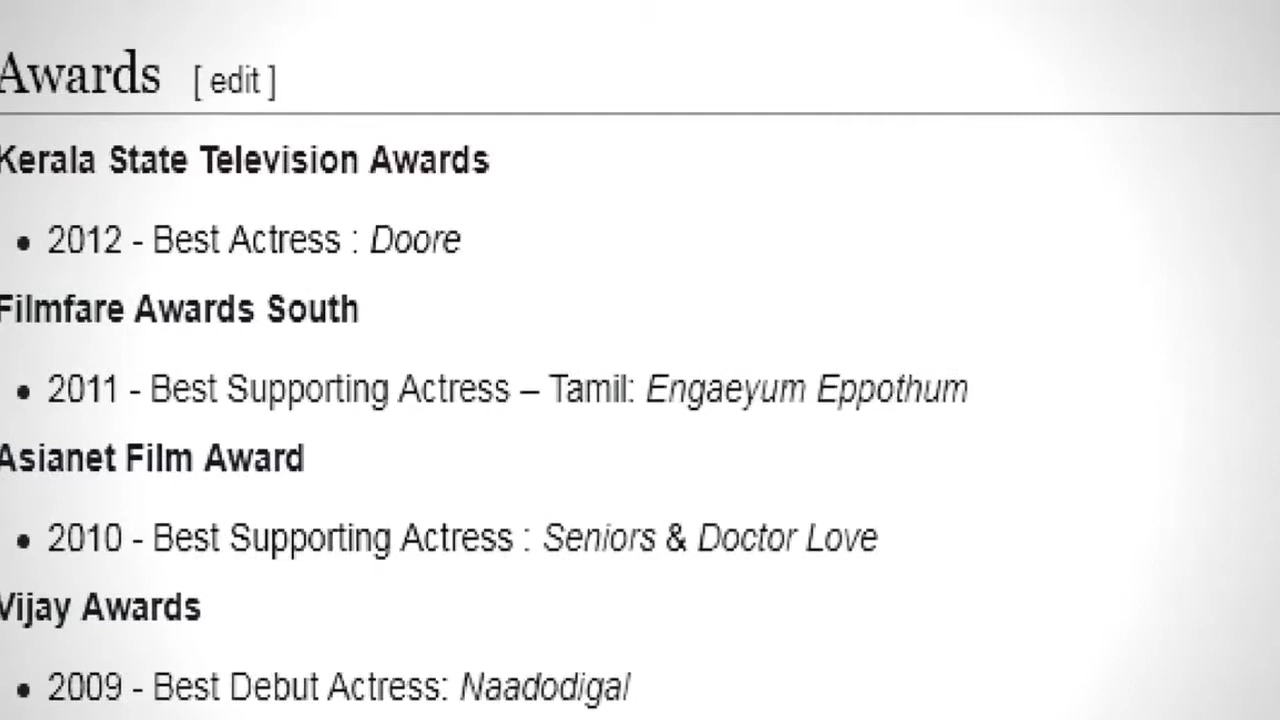 Awards [ edit ]
Kerala State Television Awards
• 2012 - Best Actress : Doore
Filmfare Awards South
• 2011 - Best Supporting Actress – Tamil: Engaeyum Eppothum
Asianet Film Award
• 2010 - Best Supporting Actress : Seniors & Doctor Love
Vijay Awards
• 2009 - Best Debut Actress: Naadodigal